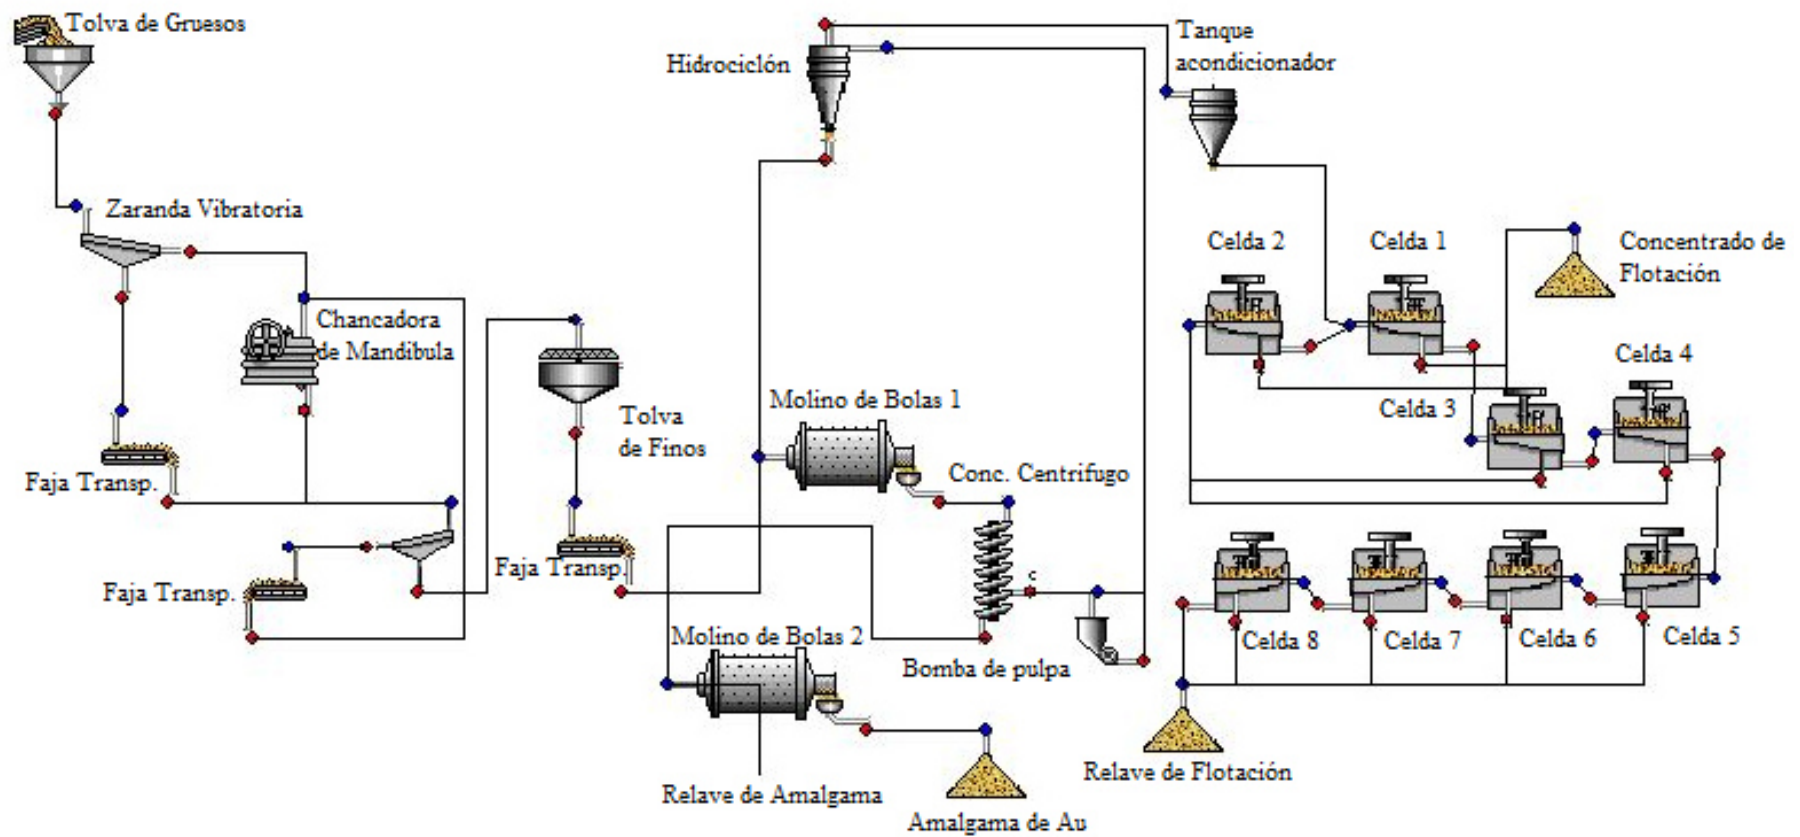 Tolva de Gruesos
Zaranda Vibratoria
Chancadora
de Mandibula
Faja Transp.
Faja Transp.
Tolva
de Finos
Faja Transp.
Hidrociclón
Tanque
acondicionador
Molino de Bolas 1
Conc. Centrifugo
c
Bomba de pulpa
Molino de Bolas 2
Relave de Amalgama
Amalgama de Au
Celda 2
Celda 1
Concentrado de
Flotación
Celda 3
Celda 4
Celda 8
Celda 7
Celda 6
Celda 5
Relave de Flotación